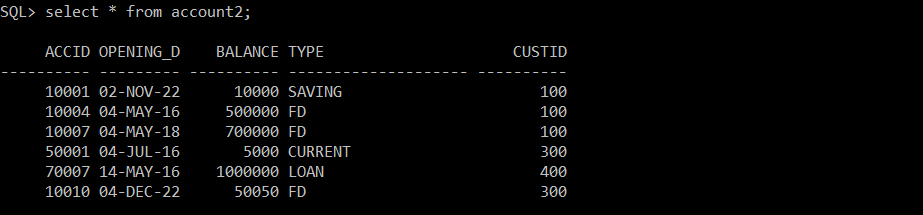 SQL> select * from account2;
     ACCID OPENING_D    BALANCE TYPE                     CUSTID
---------- --------- ---------- -------------------- ----------
     10001 02-NOV-22      10000 SAVING                      100
     10004 04-MAY-16     500000 FD                          100
     10007 04-MAY-18     700000 FD                          100
     50001 04-JUL-16       5000 CURRENT                     300
     70007 14-MAY-16    1000000 LOAN                        400
     10010 04-DEC-22      50050 FD                          300